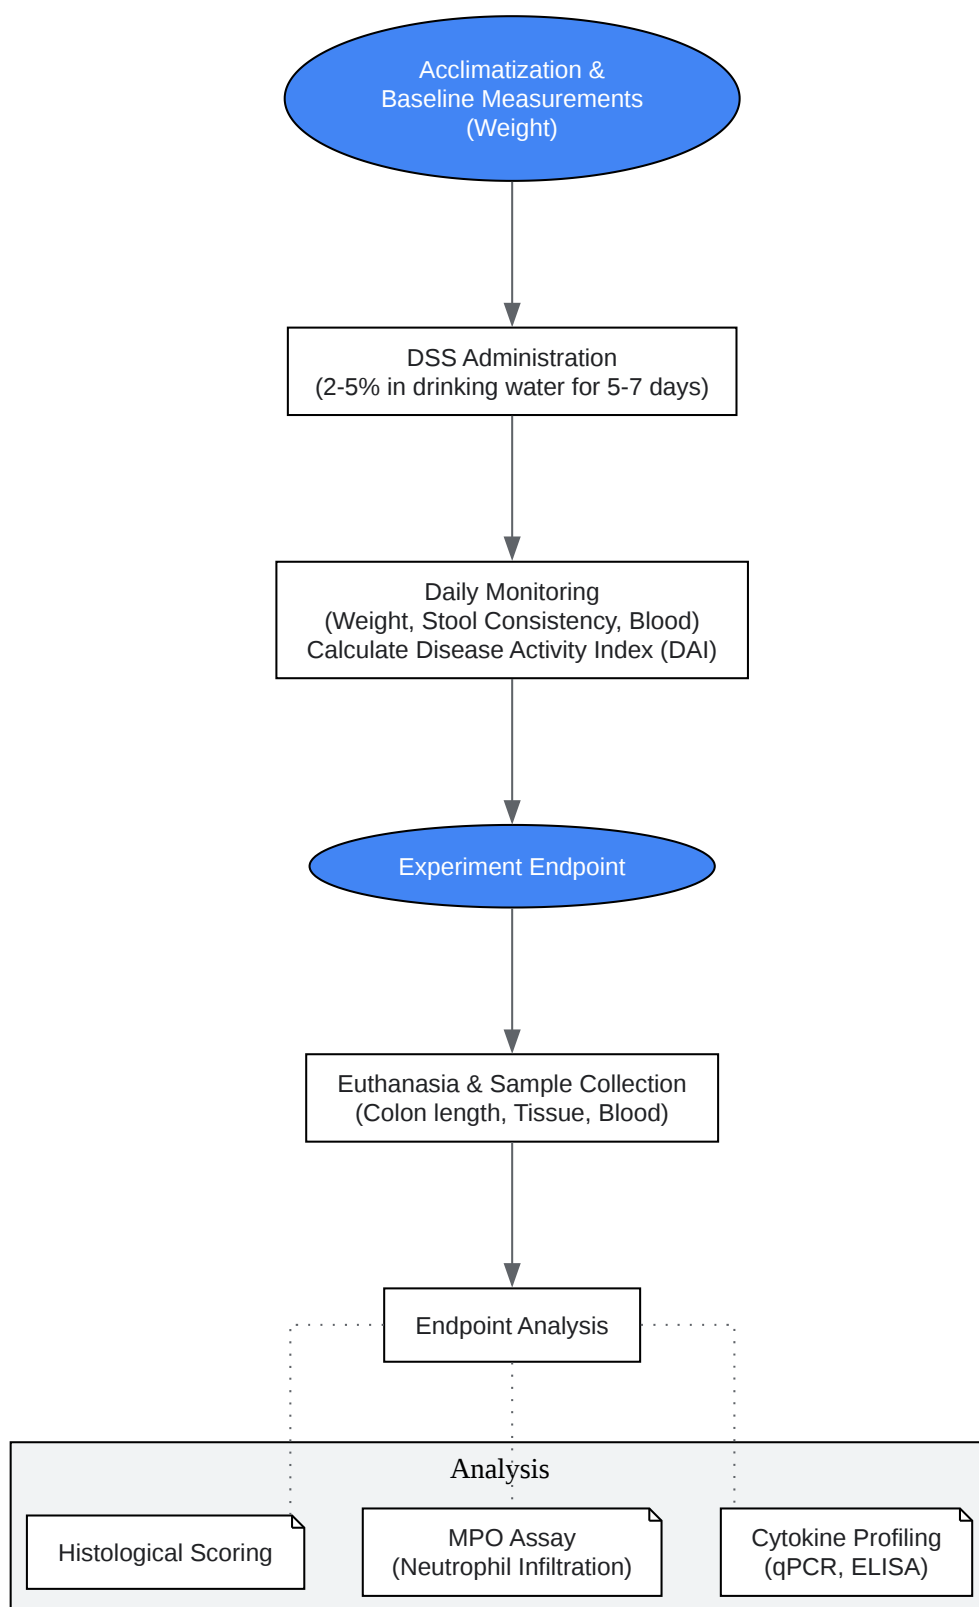 Acclimatization &
Baseline Measurements
(Weight)
DSS Administration
(2-5% in drinking water for 5-7 days)
Daily Monitoring
(Weight, Stool Consistency, Blood)
Calculate Disease Activity Index (DAI)
Experiment Endpoint
Euthanasia & Sample Collection
(Colon length, Tissue, Blood)
Endpoint Analysis
Analysis
Histological Scoring
MPO Assay
(Neutrophil Infiltration)
Cytokine Profiling
(qPCR, ELISA)